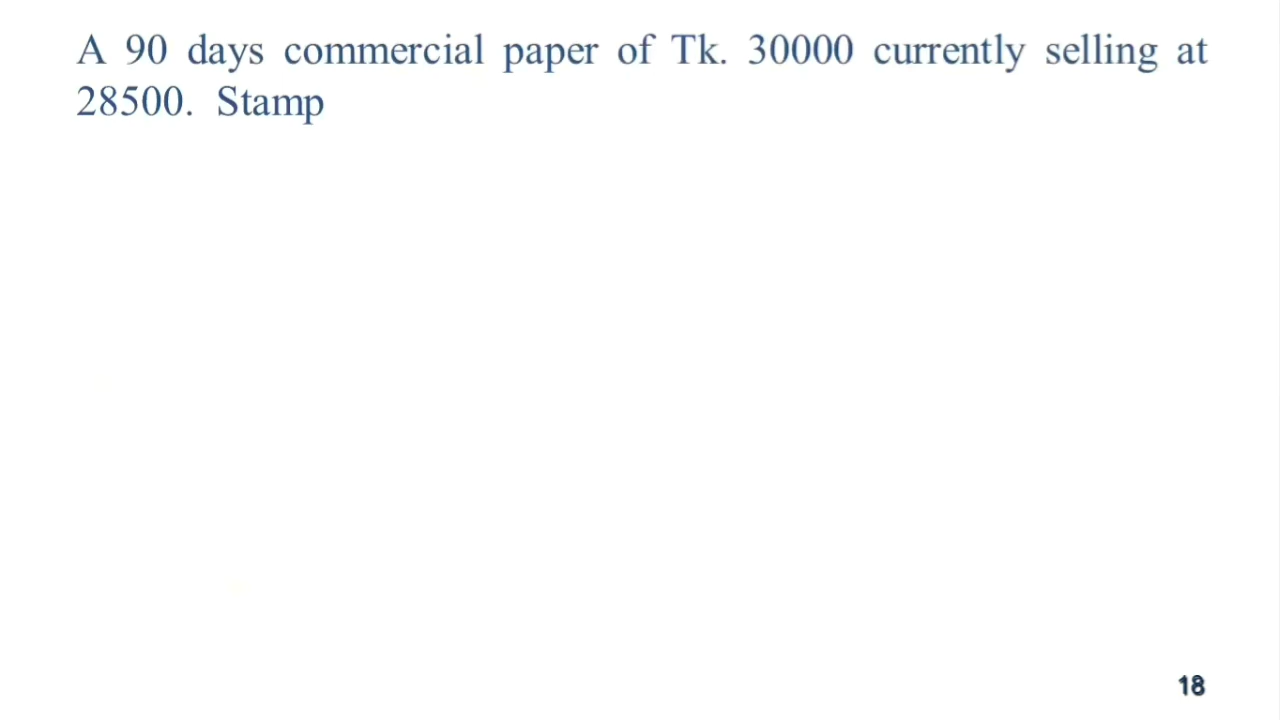 A 90 days commercial paper of Tk. 30000 currently selling at
28500. Stamp
18